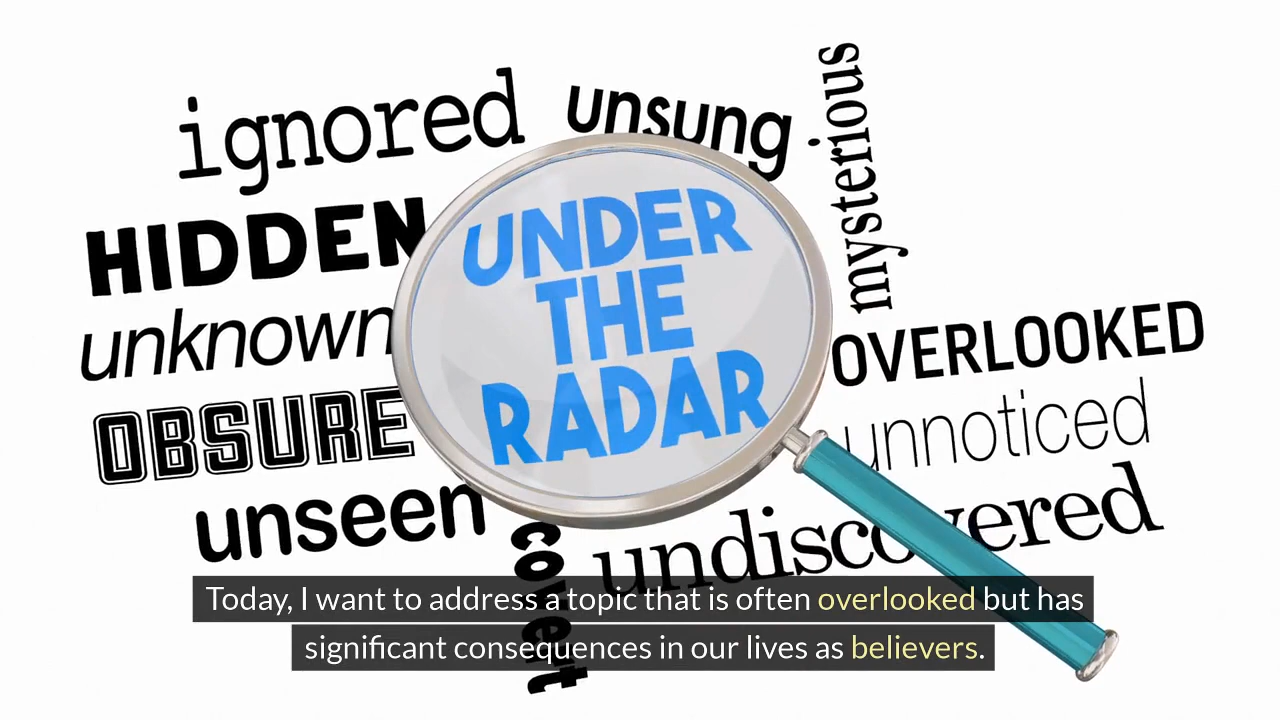 ignored
unsung
mysterious
HIDDEN
UNDER
THE
RADAR
unknown
OVERLOOKED
OBSURE
unnoticed
unseen
undiscovered
covert
Today, I want to address a topic that is often overlooked but has
significant consequences in our lives as believers.